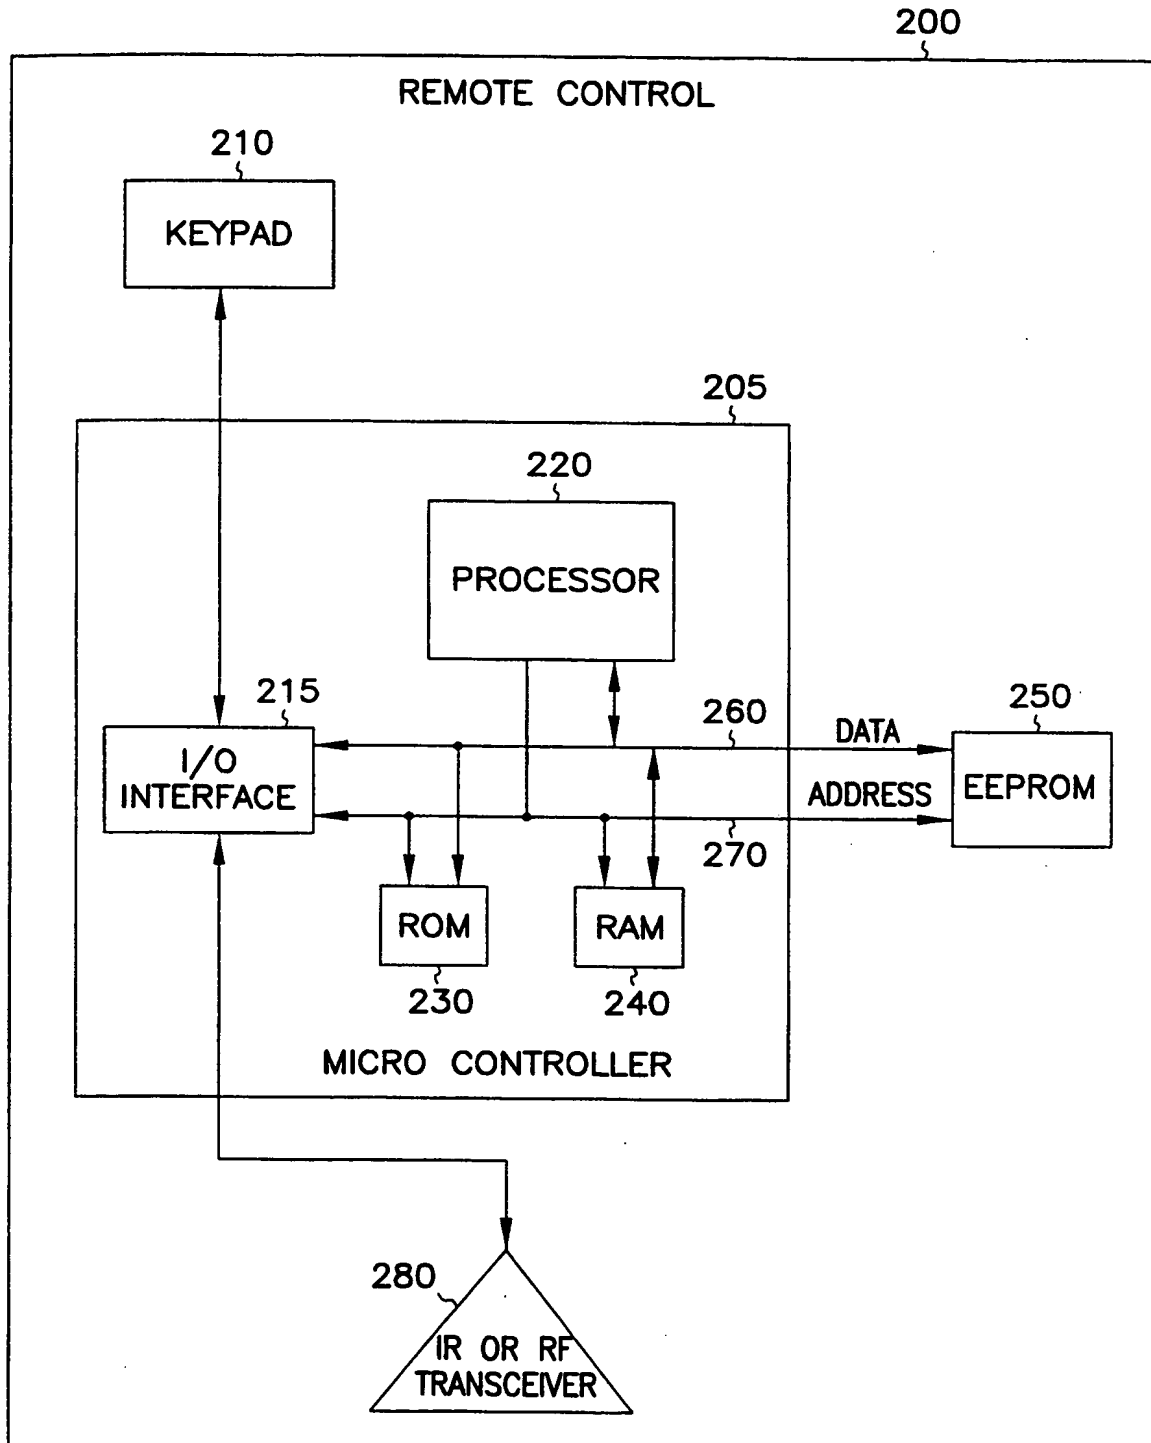 200
REMOTE CONTROL
210
KEYPAD
205
220
PROCESSOR
215
I/O
INTERFACE
260
DATA
250
EEPROM
ADDRESS
270
ROM
RAM
230
240
MICRO CONTROLLER
280
IR OR RF
TRANSCEIVER